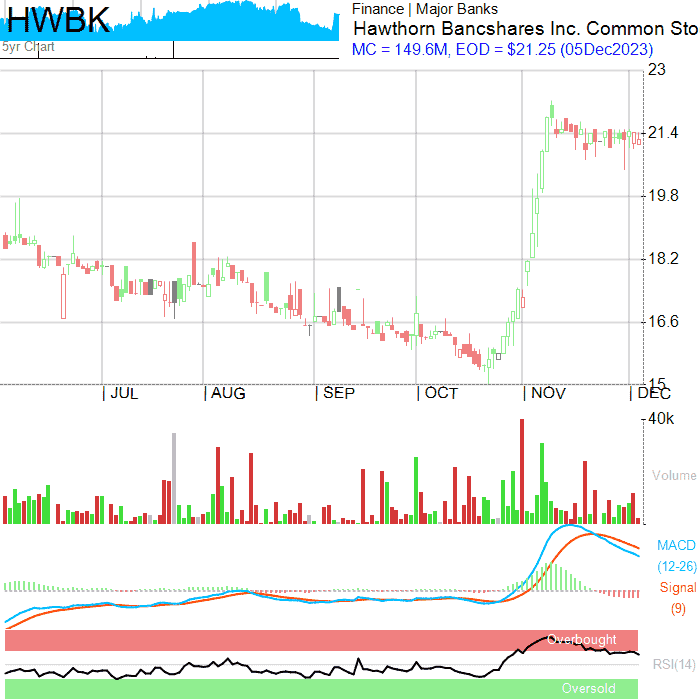 HWBK
5yr Chart
Finance | Major Banks
Hawthorn Bancshares Inc. Common Sto
MC = 149.6M, EOD = $21.25 (05Dec2023)
23
21.4
19.8
18.2
16.6
15
| JUL | AUG | SEP | OCT | NOV | DEC
40k
Volume
MACD
(12-26)
Signal
(9)
Overbought
RSI(14)
Oversold